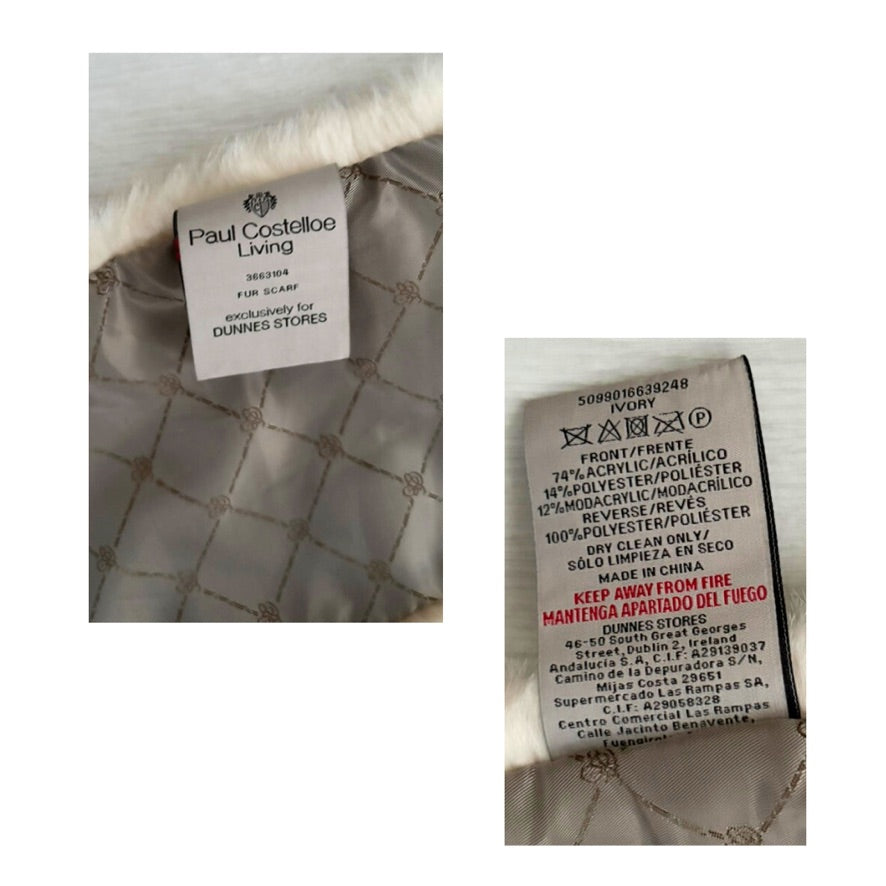 Paul Costelloe
Living
3663104
FUR SCARF
exclusively for
DUNNES STORES
5099016639248
IVORY
P
FRONT/FRENTE
74%ACRYLIC/ACRÍLICO
14%POLYESTER/POLIÉSTER
12%MODACRYLIC/MODACRÍLICO
REVERSE/REVÉS
100%POLYESTER/POLIÉSTER
DRY CLEAN ONLY/
SÓLO LIMPIEZA EN SECO
MADE IN CHINA
KEEP AWAY FROM FIRE
MANTENGA APARTADO DEL FUEGO
DUNNES STORES
46-50 South Great Georges
Street, Dublin 2, Ireland
Andalucia S.A, C.I.F: A29139037
Camino de la Depuradora S/N,
Mijas Costa 29651
Supermercado Las Rampas SA,
C.I.F: A29058328
Centro Comercial Las Rampas
Calle Jacinto Benavente,